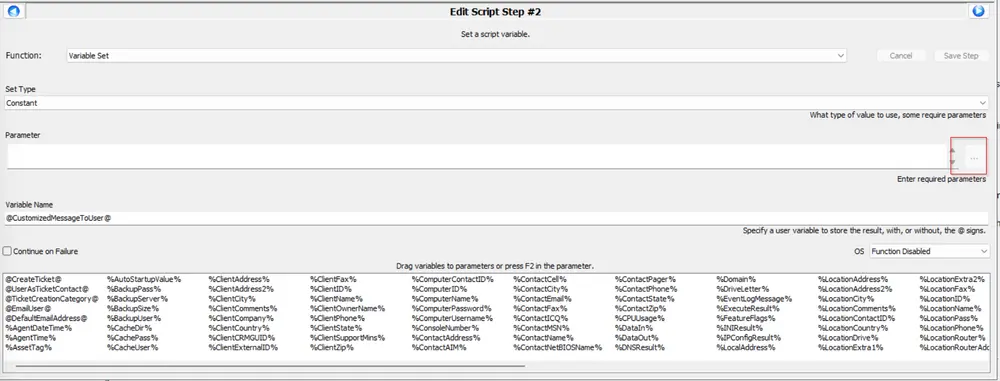 Edit Script Step #2
Set a script variable.
Function: Variable Set Cancel Save Step
Set Type
Constant
What type of value to use, some require parameters
Parameter
...
Enter required parameters
Variable Name
@CustomizedMessageToUser@
Specify a user variable to store the result, with, or without, the @ signs.
Continue on Failure OS Function Disabled
Drag variables to parameters or press F2 in the parameter.
@CreateTicket@ %AutoStartupValue% %ClientAddress% %ClientFax% %ComputerContactID% %ContactCell% %ContactPager% %Domain% %LocationAddress% %LocationExtra2%
@UserAsTicketContact@ %BackupPass% %ClientAddress2% %ClientID% %ComputerID% %ContactCity% %ContactPhone% %DriveLetter% %LocationAddress2% %LocationFax%
@TicketCreationCategory@ %BackupServer% %ClientCity% %ClientName% %ComputerName% %ContactEmail% %ContactState% %EventLogMessage% %LocationCity% %LocationID%
@EmailUser@ %BackupSize% %ClientComments% %ClientOwnerName% %ComputerPassword% %ContactFax% %ContactZip% %ExecuteResult% %LocationComments% %LocationName%
@DefaultEmailAddress@ %BackupUser% %ClientCompany% %ClientPhone% %ComputerUsername% %ContactICQ% %CPUUsage% %FeatureFlags% %LocationContactID% %LocationPass%
%AgentDateTime% %CacheDir% %ClientCountry% %ClientState% %ConsoleNumber% %ContactMSN% %DataIn% %INIResult% %LocationCountry% %LocationPhone%
%AgentTime% %CachePass% %ClientCRMGUID% %ClientSupportMins% %ContactAddress% %ContactName% %DataOut% %IPConfigResult% %LocationDrive% %LocationRouter%
%AssetTag% %CacheUser% %ClientExternalID% %ClientZip% %ContactAIM% %ContactNetBIOSName% %DNSResult% %LocalAddress% %LocationExtra1% %LocationRouterAdd